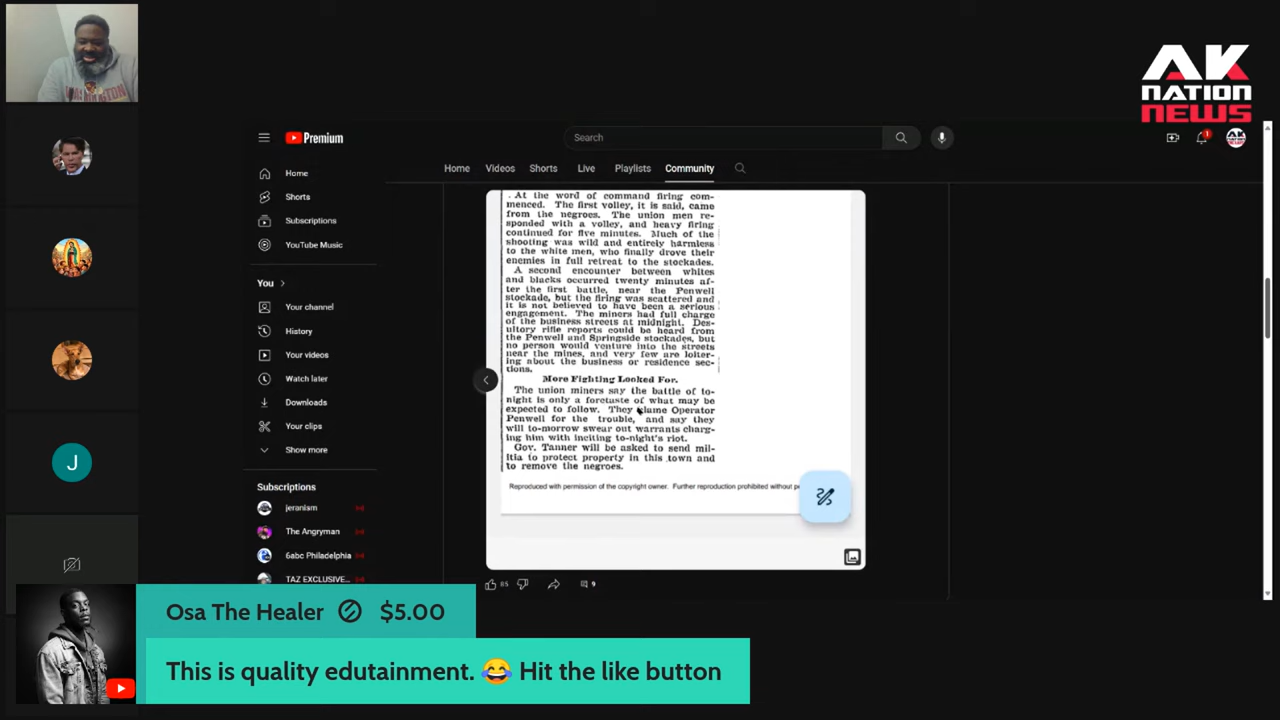 AK
NATION
NEWS
Premium
Search
1
Home
Videos
Shorts
Live
Playlists
Community
Home
Shorts
Subscriptions
YouTube Music
You
Your channel
History
Your videos
Watch later
Downloads
Your clips
Show more
Subscriptions
jeranism
The Angryman
6abc Philadelphia
TAZ EXCLUSIVE...
At the word of command firing com-
menced. The first volley, it is said, came
from the negroes. The union men re-
sponded with a volley, and heavy firing
continued for five minutes. Much of the
shooting was wild and entirely harmless
to the white men, who finally drove their
enemies in full retreat to the stockades.
A second encounter between whites
and blacks occurred twenty minutes af-
ter the first battle, near the Penwell
stockade, but the firing was scattered and
it is not believed to have been a serious
engagement. The miners had full charge
of the business streets at midnight. Des-
ultory rifle reports could be heard from
the Penwell and Springside stockades, but
no person would venture into the streets
near the mines, and very few are loiter-
ing about the business or residence sec-
tions.
More Fighting Looked For.
The union miners say the battle of to-
night is only a foretaste of what may be
expected to follow. They blame Operator
Penwell for the trouble, and say they
will to-morrow swear out warrants charg-
ing him with inciting to-night's riot.
Gov. Tanner will be asked to send mil-
itia to protect property in this town and
to remove the negroes.
Reproduced with permission of the copyright owner. Further reproduction prohibited without
85
9
J
Osa The Healer $5.00
This is quality edutainment. 😂 Hit the like button